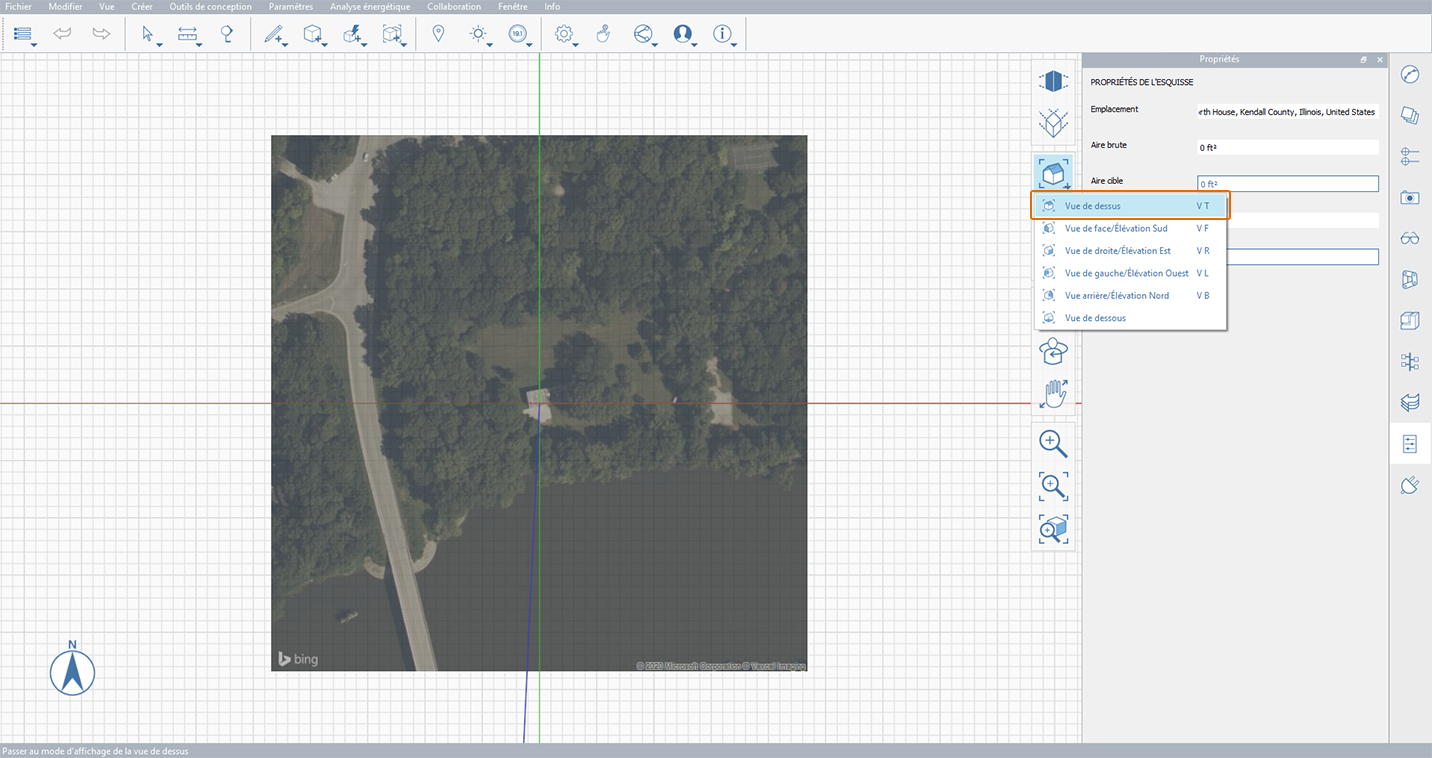 Fichier Modifier Vue Créer Outils de conception Paramètres Analyse énergétique Collaboration Fenêtre Info
19.1
Propriétés
PROPRIÉTÉS DE L'ESQUISSE
Emplacement
rth House, Kendall County, Illinois, United States
Aire brute
0 ft²
Aire cible
0 ft²
Vue de dessus V T
Vue de face/Élévation Sud V F
Vue de droite/Élévation Est V R
Vue de gauche/Élévation Ouest V L
Vue arrière/Élévation Nord V B
Vue de dessous
N
bing
© 2020 Microsoft Corporation © Vexcel Imaging
Passer au mode d'affichage de la vue de dessus